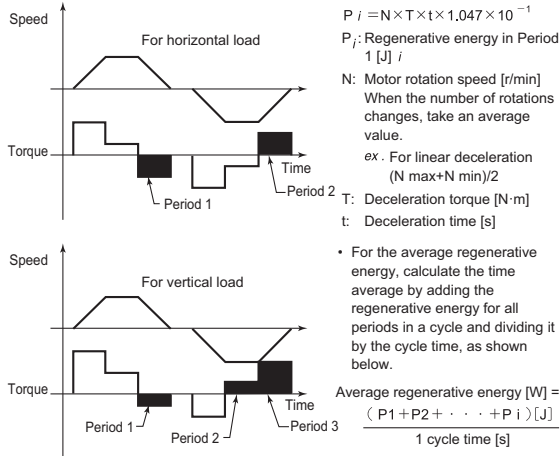 Speed
For horizontal load
Torque
Time
Period 1
Period 2
Speed
For vertical load
Torque
Time
Period 1
Period 2
Period 3
P i =N×T×t×1.047×10 −1
Pi: Regenerative energy in Period
1 [J] i
N: Motor rotation speed [r/min]
When the number of rotations
changes, take an average
value.
ex. For linear deceleration
(N max+N min)/2
T: Deceleration torque [N·m]
t: Deceleration time [s]
• For the average regenerative
energy, calculate the time
average by adding the
regenerative energy for all
periods in a cycle and dividing it
by the cycle time, as shown
below.
Average regenerative energy [W] =
( P1+P2+ · · · +P i )[J]
1 cycle time [s]